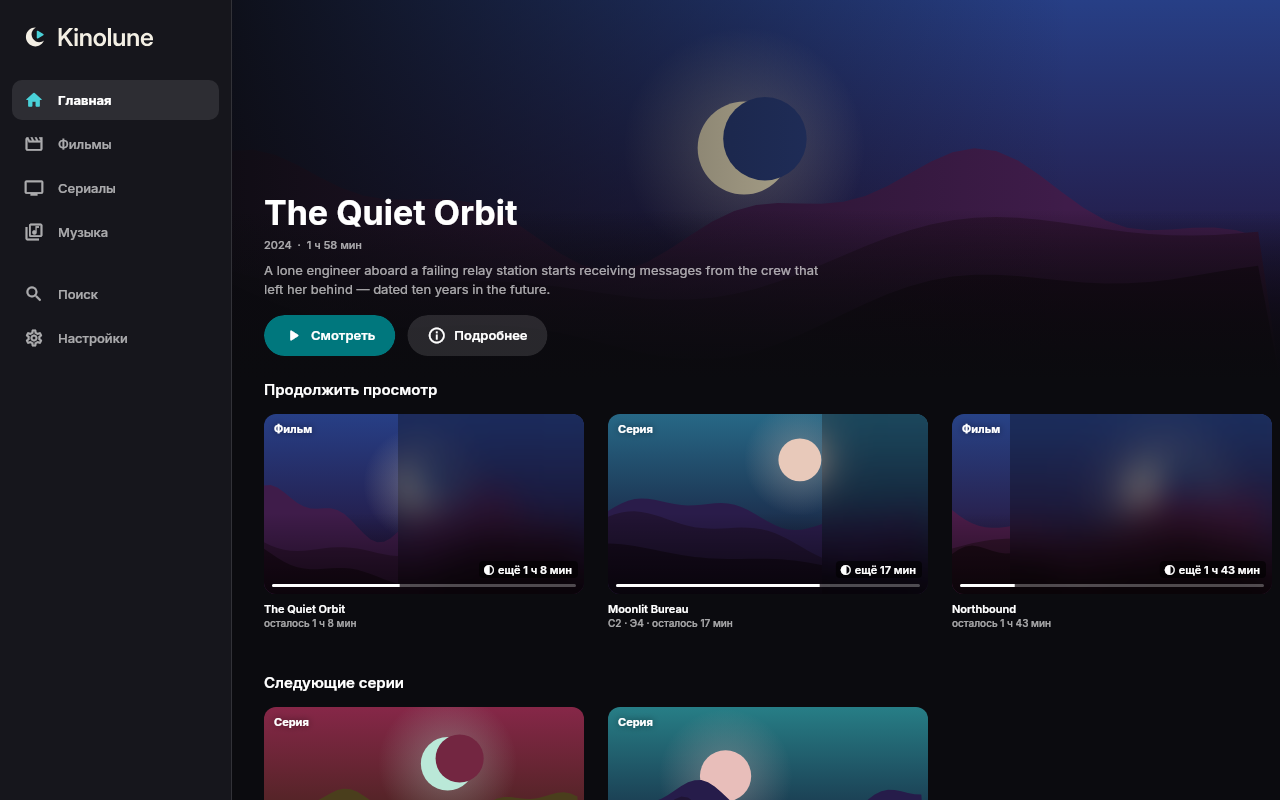 Kinolune
Главная
Фильмы
Сериалы
Музыка
Поиск
Настройки
The Quiet Orbit
2024 · 1 ч 58 мин
A lone engineer aboard a failing relay station starts receiving messages from the crew that
left her behind — dated ten years in the future.
Смотреть
Подробнее
Продолжить просмотр
Фильм
ещё 1 ч 8 мин
The Quiet Orbit
осталось 1 ч 8 мин
Серия
ещё 17 мин
Moonlit Bureau
С2 · Э4 · осталось 17 мин
Фильм
ещё 1 ч 43 мин
Northbound
осталось 1 ч 43 мин
Следующие серии
Серия
Серия